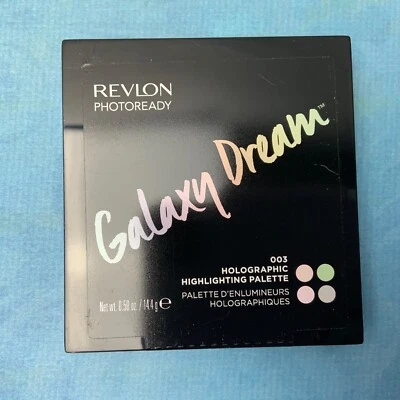 REVLON
PHOTOREADY
Galaxy Dream™
003
HOLOGRAPHIC
HIGHLIGHTING PALETTE
PALETTE D'ENLUMINEURS
HOLOGRAPHIQUES
Net wt. 0.50 oz. / 14.4 g ℮